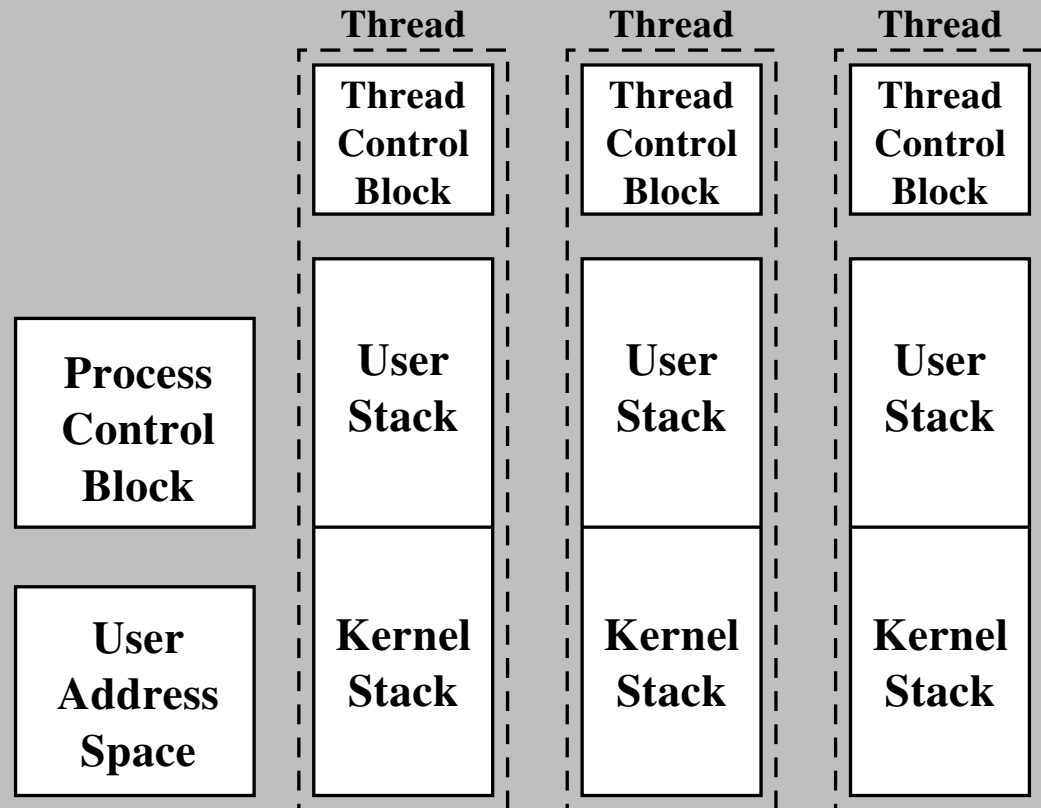 Thread
Thread
Thread
Thread
Control
Block
Thread
Control
Block
Thread
Control
Block
Process
Control
Block
User
Stack
User
Stack
User
Stack
User
Address
Space
Kernel
Stack
Kernel
Stack
Kernel
Stack